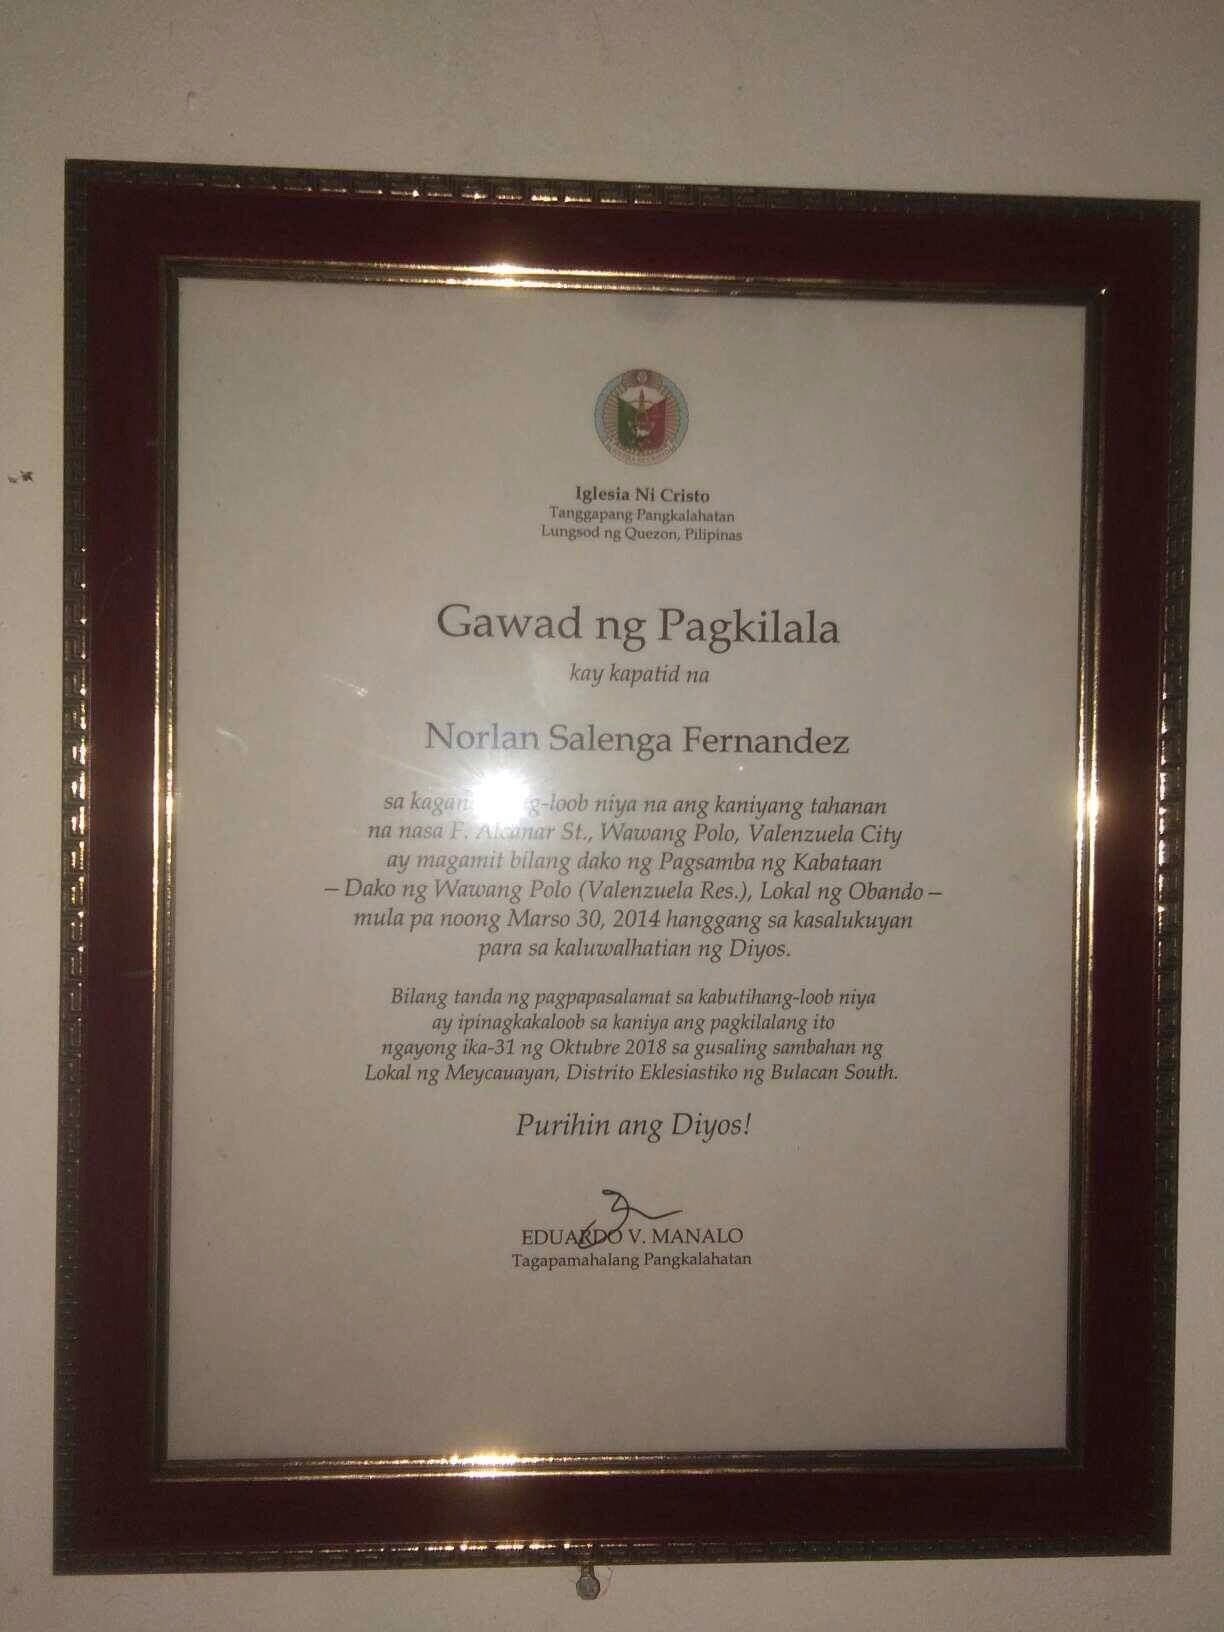 Iglesia Ni Cristo
Tanggapang Pangkalahatan
Lungsod ng Quezon, Pilipinas
Gawad ng Pagkilala
kay kapatid na
Norlan Salenga Fernandez
sa niya na ang kaniyang tahanan
na nasa F. St., Wawang Polo, Valenzuela City
ay magamit bilang dako ng Pagsamba ng Kabataan
– Dako ng Wawang Polo (Valenzuela Res.), Lokal ng Obando –
mula pa noong Marso 30, 2014 hanggang sa kasalukuyan
para sa kaluwalhatian ng Diyos.
Bilang tanda ng pagpapasalamat sa kabutihang-loob niya
ay ipinagkakaloob sa kaniya ang pagkilalang ito
ngayong ika-31 ng Oktubre 2018 sa gusaling sambahan ng
Lokal ng Meycauayan, Distrito Eklesiastiko ng Bulacan South.
Purihin ang Diyos!
EDUARDO V. MANALO
Tagapamahalang Pangkalahatan